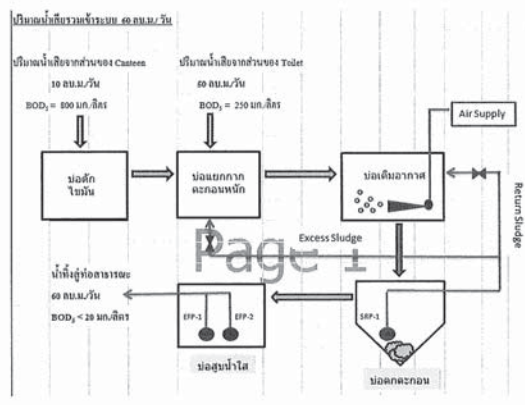 ปริมาณน้ำเสียรวมเข้าระบบ 60 ลบ.ม./วัน
ปริมาณน้ำเสียจากส่วนของ Canteen
10 ลบ.ม./วัน
BOD5 = 800 มก./ลิตร
ปริมาณน้ำเสียจากส่วนของ Toilet
60 ลบ.ม./วัน
BOD5 = 250 มก./ลิตร
Air Supply
บ่อดัก
ไขมัน
บ่อแยกกาก
ตะกอนหนัก
บ่อเติมอากาศ
Return Sludge
Excess Sludge
Page 1
น้ำทิ้งสู่ท่อสาธารณะ
60 ลบ.ม./วัน
BOD5 < 20 มก./ลิตร
EFP-1
EFP-2
SRP-1
บ่อสูบน้ำใส
บ่อตกตะกอน